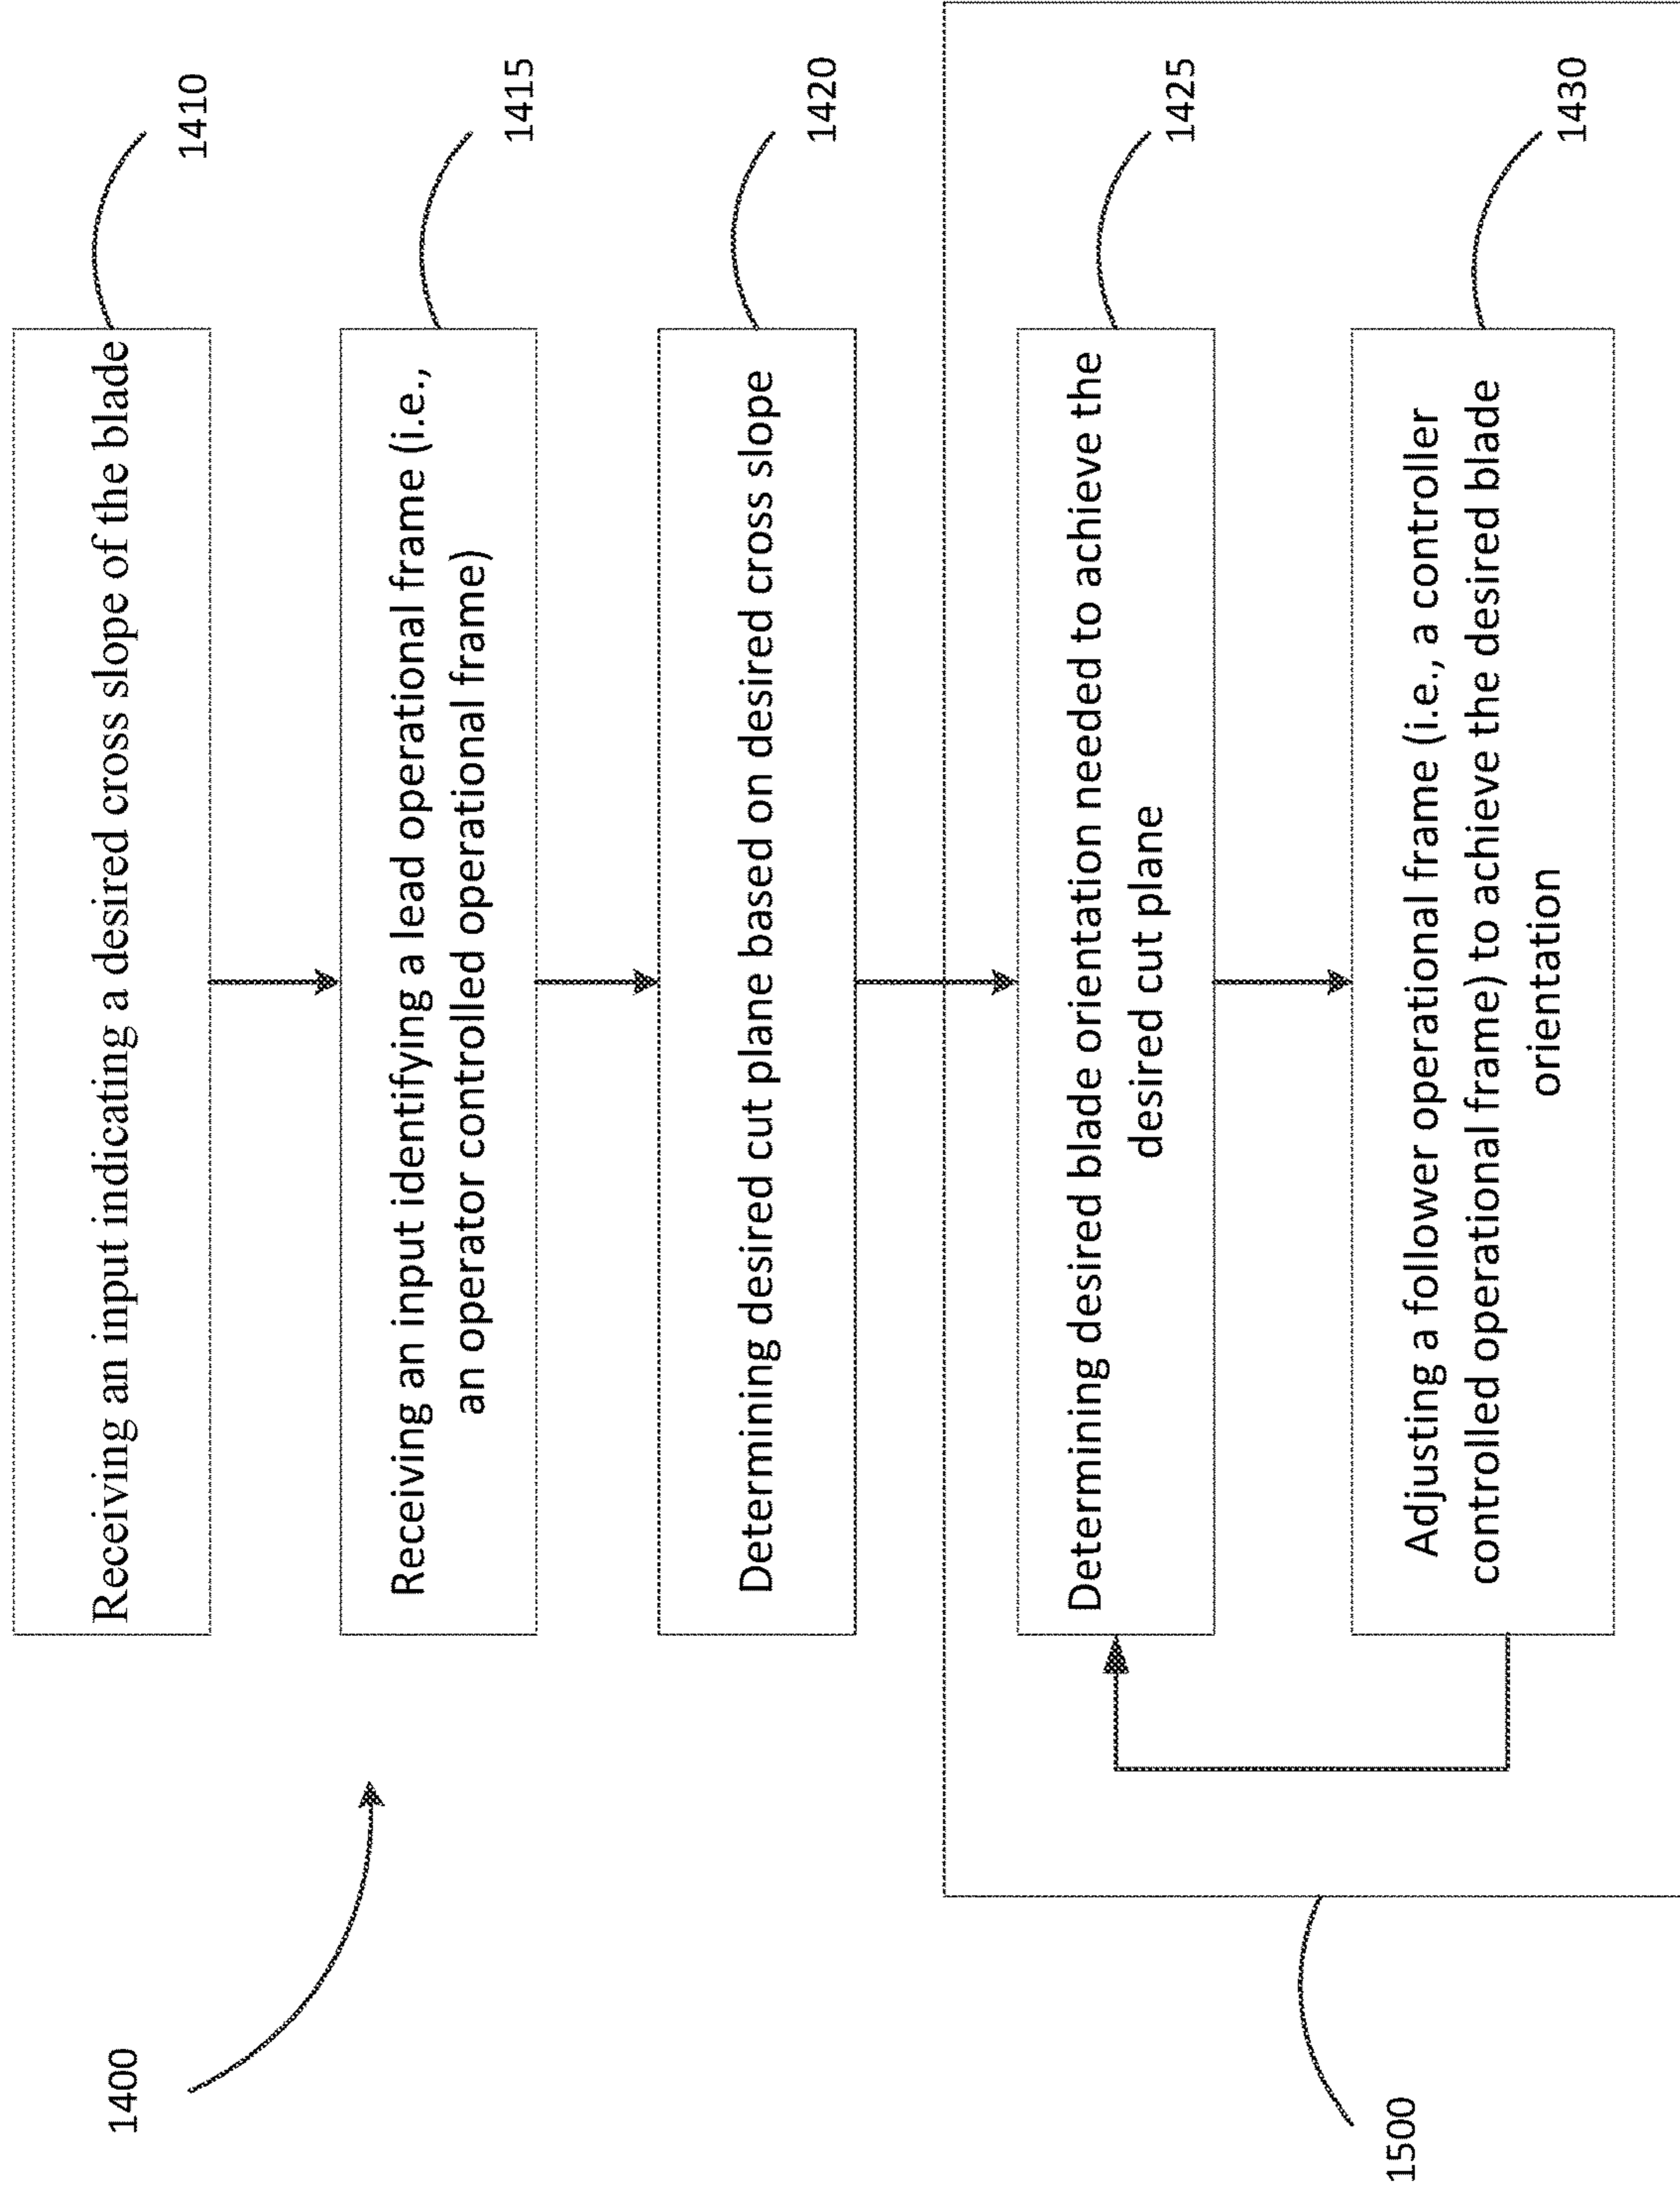 1400
Receiving an input indicating a desired cross slope of the blade
1410
Receiving an input identifying a lead operational frame (i.e.,
an operator controlled operational frame)
1415
Determining desired cut plane based on desired cross slope
1420
Determining desired blade orientation needed to achieve the
desired cut plane
1425
Adjusting a follower operational frame (i.e., a controller
controlled operational frame) to achieve the desired blade
orientation
1430
1500